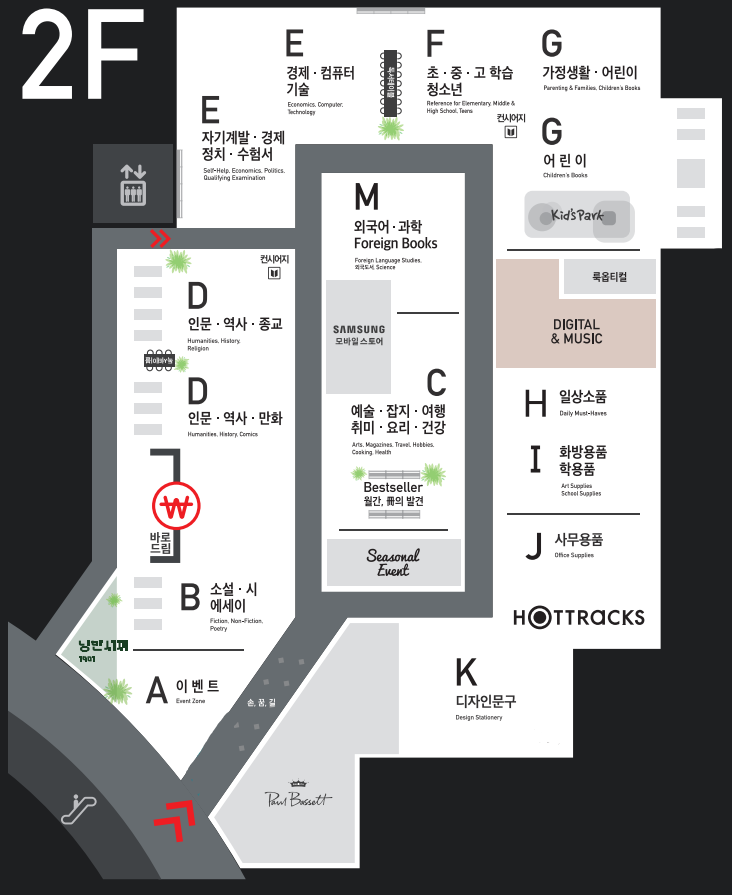 2F
E
경제 · 컴퓨터
기술
Economics, Computer,
Technology
F
초 · 중 · 고 학습
청소년
Reference for Elementary, Middle &
High School, Teens
컨시어지
G
가정생활 · 어린이
Parenting & Families, Children's Books
E
자기계발 · 경제
정치 · 수험서
Self-Help, Economics, Politics,
Qualifying Examination
G
어린이
Children's Books
Kid'sPark
M
외국어 · 과학
Foreign Books
Foreign Language Studies,
외국도서, Science
컨시어지
D
인문 · 역사 · 종교
Humanities, History,
Religion
룩옵티컬
DIGITAL
& MUSIC
SAMSUNG
모바일스토어
D
인문 · 역사 · 만화
Humanities, History, Comics
C
예술 · 잡지 · 여행
취미 · 요리 · 건강
Arts, Magazines, Travel, Hobbies,
Cooking, Health
H
일상소품
Daily Must-Haves
I
화방용품
학용품
Art Supplies
School Supplies
Bestseller
월간, 冊의 발견
₩
바로
드림
J
사무용품
Office Supplies
Seasonal
Event
B
소설 · 시
에세이
Fiction, Non-Fiction,
Poetry
HOTTRACKS
1901
A
이벤트
Event Zone
손, 꿈, 길
K
디자인문구
Design Stationery
Paul Bassett